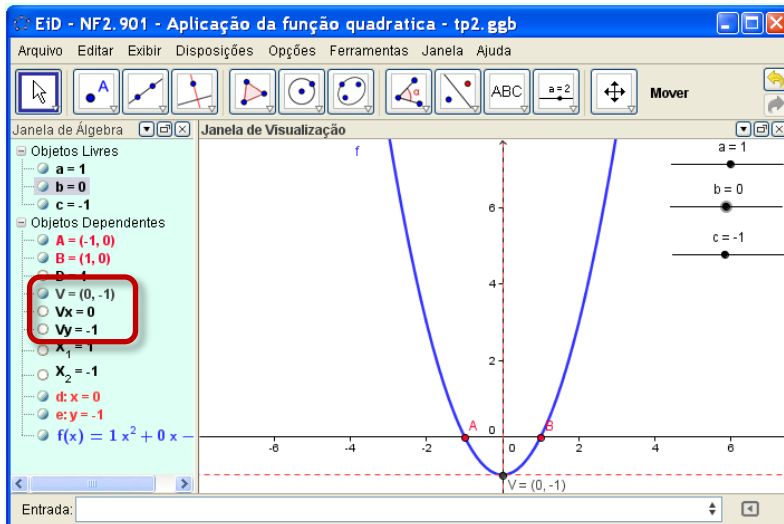 EiD - NF2.901 - Aplicação da função quadratica - tp2.ggb
Arquivo Editar Exibir Disposições Opções Ferramentas Janela Ajuda
A α ABC a=2 Mover
Janela de Álgebra
Objetos Livres
a = 1
b = 0
c = -1
Objetos Dependentes
A = (-1, 0)
B = (1, 0)
V = (0, -1)
Vx = 0
Vy = -1
X1 = 1
X2 = -1
d: x = 0
e: y = -1
f(x) = 1 x² + 0 x −
Janela de Visualização
f
a = 1
b = 0
c = -1
6
4
2
0
A
B
-6 -4 -2 0 2 4 6
V = (0, -1)
Entrada: